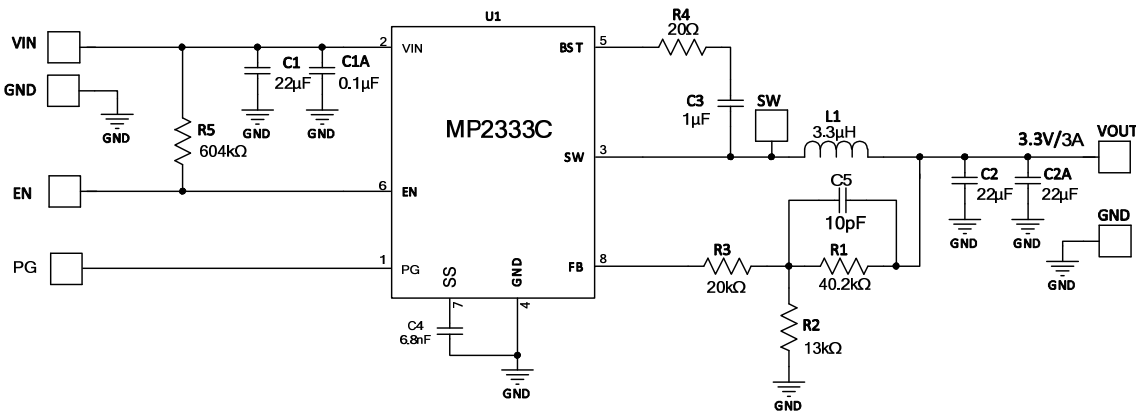 U1
R4
20Ω
VIN
2
VIN
BST
5
C1
22µF
C1A
0.1µF
GND
GND
GND
GND
R5
604kΩ
MP2333C
C3
1µF
SW
L1
3.3µH
3.3V/3A
VOUT
SW
3
C2
22µF
C2A
22µF
GND
GND
C5
10pF
EN
6
EN
GND
GND
PG
1
PG
FB
8
R3
20kΩ
R1
40.2kΩ
SS
GND
7
4
C4
6.8nF
R2
13kΩ
GND
GND